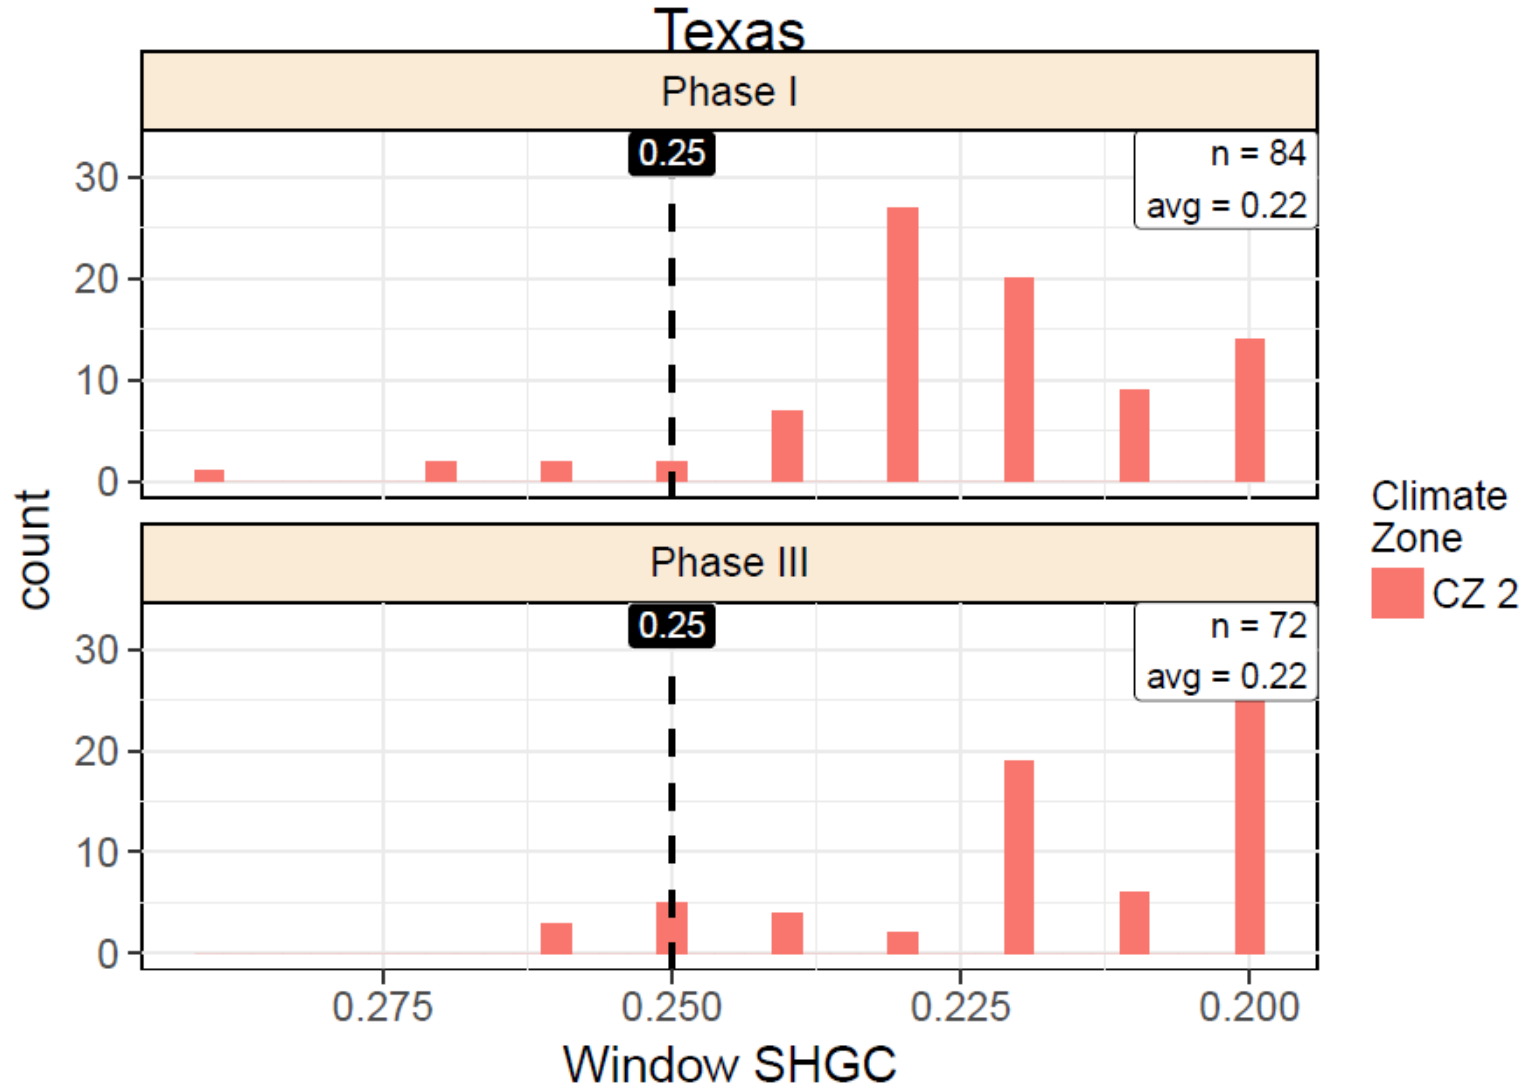 Texas
Phase I
0.25
n = 84
avg = 0.22
30
20
10
0
count
Phase III
0.25
n = 72
avg = 0.22
30
20
10
0
0.275
0.250
0.225
0.200
Window SHGC
Climate
Zone
CZ 2